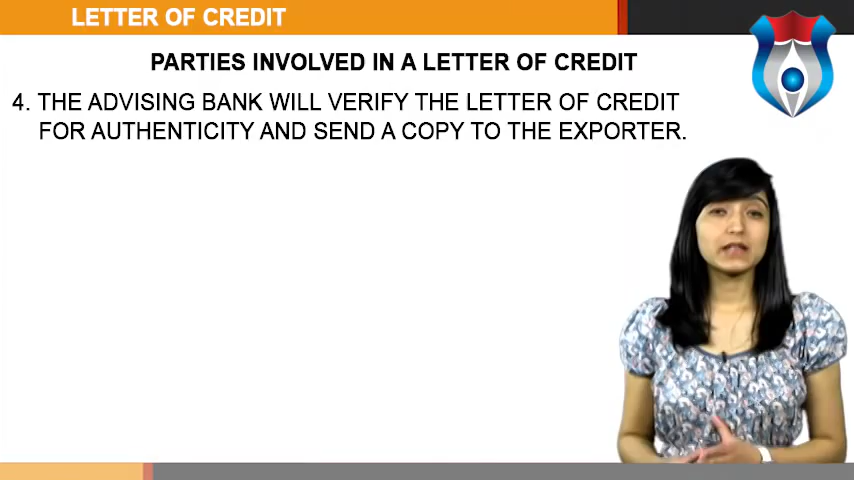 LETTER OF CREDIT
PARTIES INVOLVED IN A LETTER OF CREDIT
4. THE ADVISING BANK WILL VERIFY THE LETTER OF CREDIT
FOR AUTHENTICITY AND SEND A COPY TO THE EXPORTER.